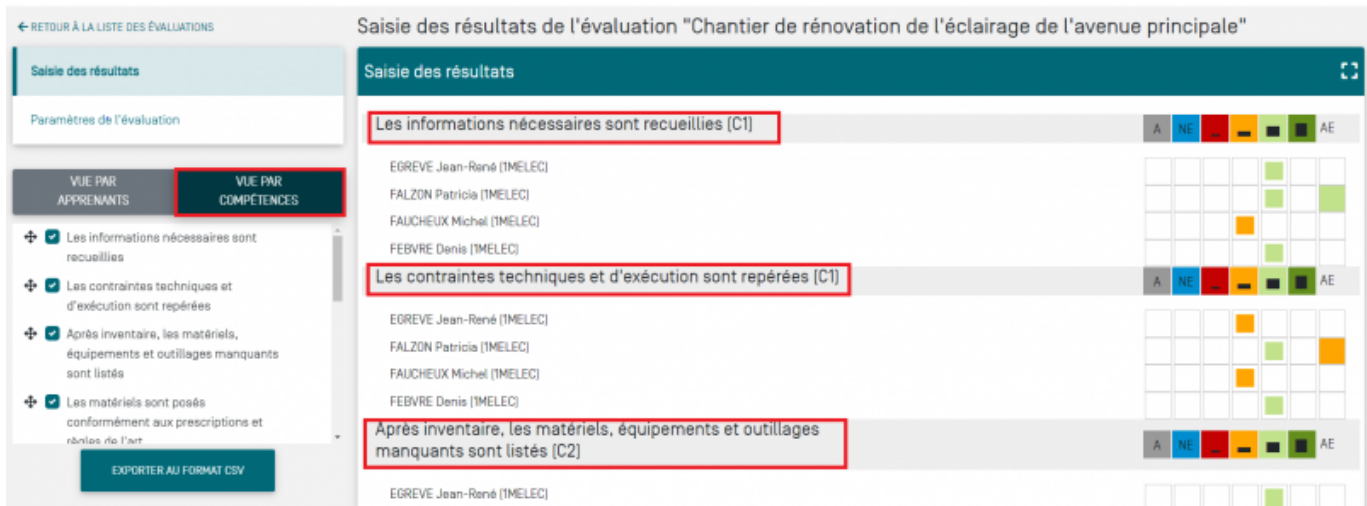 ← RETOUR À LA LISTE DES ÉVALUATIONS
Saisie des résultats
Paramètres de l'évaluation
VUE PAR
APPRENANTS
VUE PAR
COMPÉTENCES
Les informations nécessaires sont
recueillies
Les contraintes techniques et
d'exécution sont repérées
Après inventaire, les matériels,
équipements et outillages manquants
sont listés
Les matériels sont posés
conformément aux prescriptions et
règles de l'art
EXPORTER AU FORMAT CSV
Saisie des résultats de l'évaluation "Chantier de rénovation de l'éclairage de l'avenue principale"
Saisie des résultats
Les informations nécessaires sont recueillies (C1)
A NE AE
EGREVE Jean-René (1MELEC)
FALZON Patricia (1MELEC)
FAUCHEUX Michel (1MELEC)
FEBVRE Denis (1MELEC)
Les contraintes techniques et d'exécution sont repérées (C1)
A NE AE
EGREVE Jean-René (1MELEC)
FALZON Patricia (1MELEC)
FAUCHEUX Michel (1MELEC)
FEBVRE Denis (1MELEC)
Après inventaire, les matériels, équipements et outillages
manquants sont listés (C2)
A NE AE
EGREVE Jean-René (1MELEC)